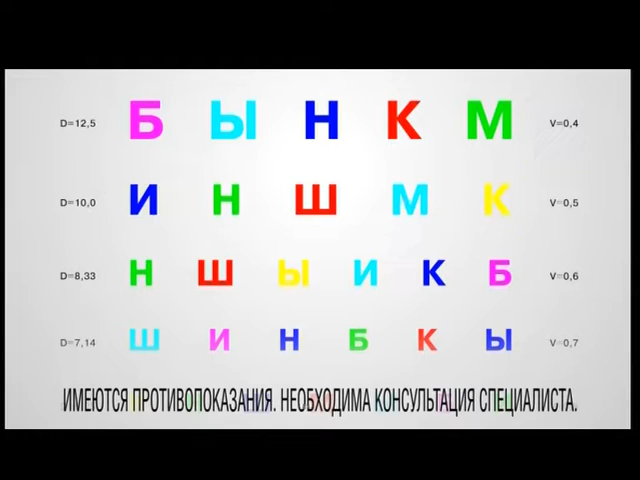 D=12,5 Б Ы Н К М V=0,4
D=10,0 И Н Ш М К V=0,5
D=8,33 Н Ш Ы И К Б V=0,6
D=7,14 Ш И Н Б К Ы V=0,7
ИМЕЮТСЯ ПРОТИВОПОКАЗАНИЯ. НЕОБХОДИМА КОНСУЛЬТАЦИЯ СПЕЦИАЛИСТА.